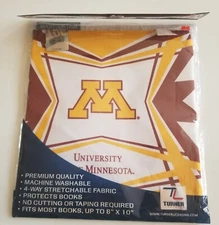 M
UNIVERSITY
OF MINNESOTA.
• PREMIUM QUALITY
• MACHINE WASHABLE
• 4-WAY STRETCHABLE FABRIC
• PROTECTS BOOKS
• NO CUTTING OR TAPING REQUIRED
• FITS MOST BOOKS, UP TO 8" X 10"
TURNER